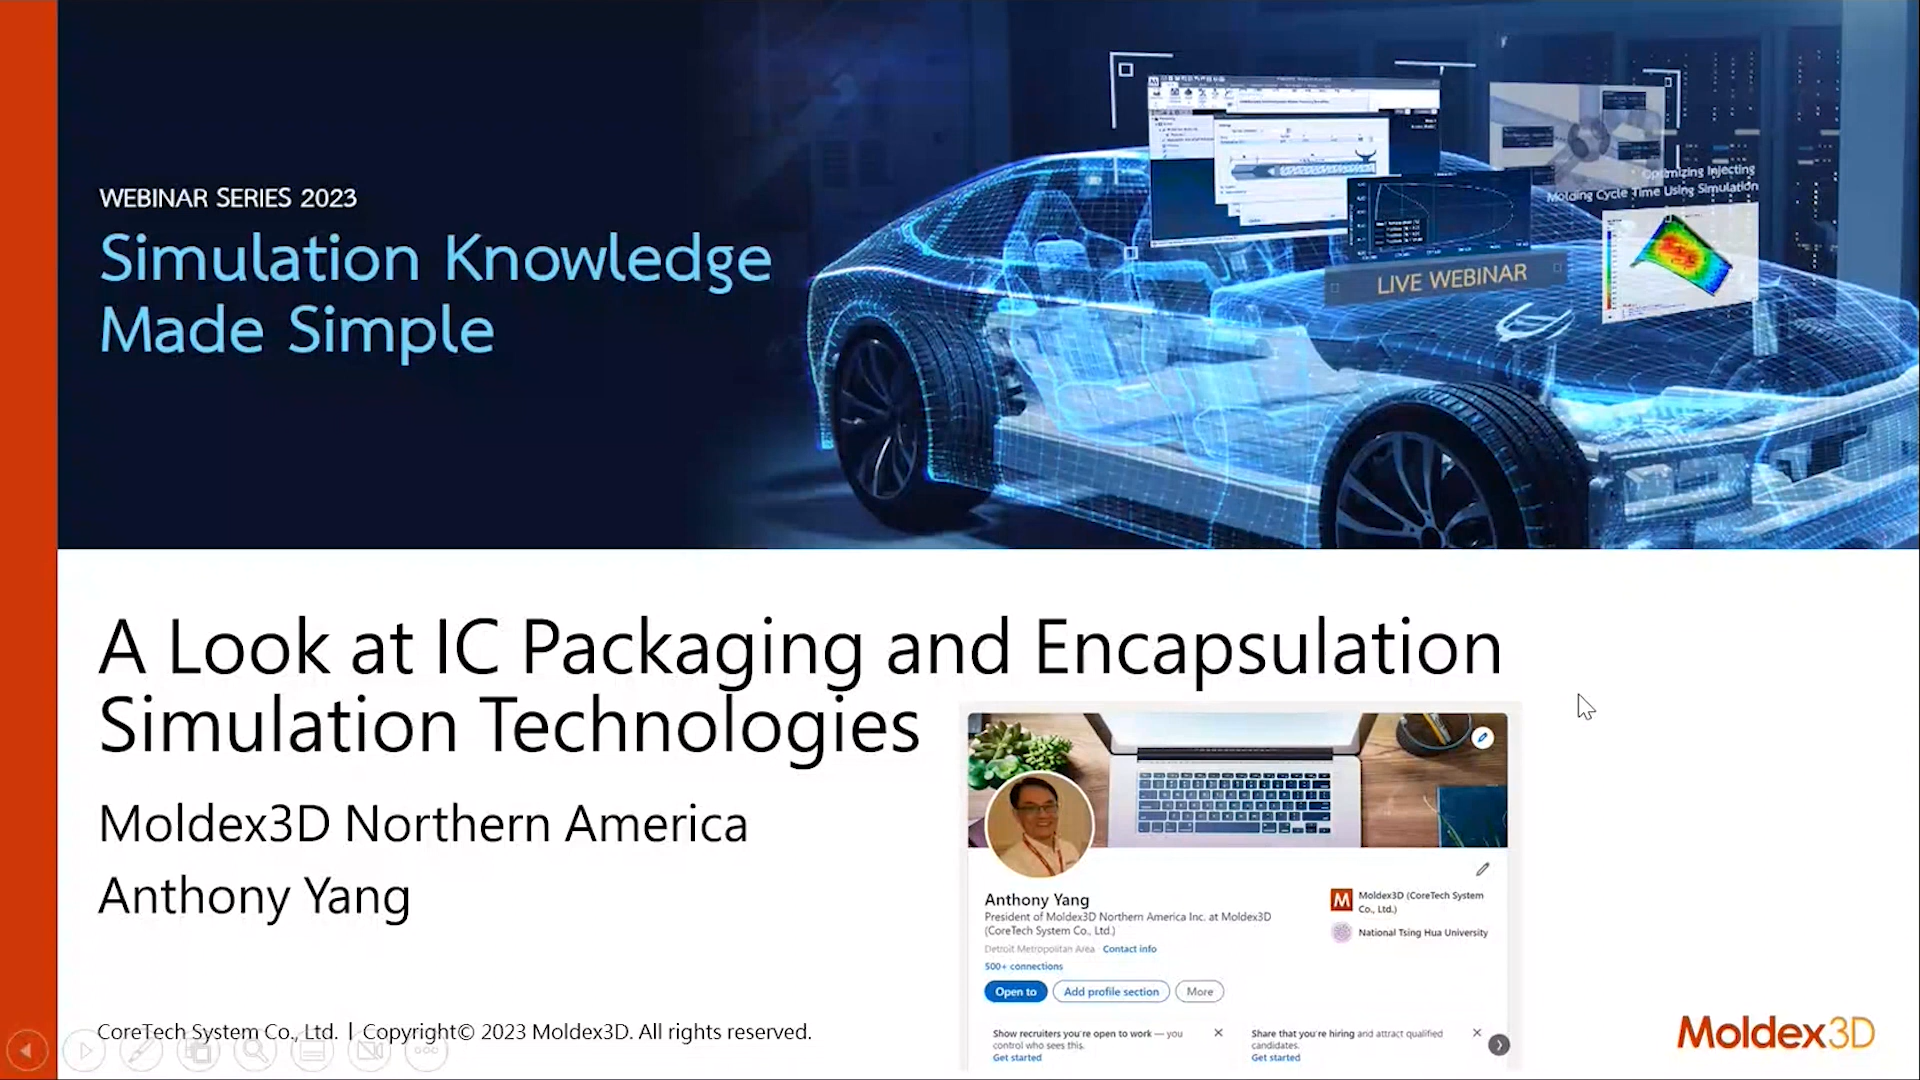 WEBINAR SERIES 2023
Simulation Knowledge
Made Simple
Optimizing Injecting
Molding Cycle Time Using Simulation
LIVE WEBINAR
A Look at IC Packaging and Encapsulation
Simulation Technologies
Moldex3D Northern America
Anthony Yang
Anthony Yang
President of Moldex3D Northern America Inc. at Moldex3D
(CoreTech System Co., Ltd.)
Detroit Metropolitan Area · Contact info
500+ connections
Open to
Add profile section
More
M
Moldex3D (CoreTech System
Co., Ltd.)
National Tsing Hua University
Show recruiters you're open to work — you
control who sees this.
Get started
Share that you're hiring and attract qualified
candidates.
Get started
CoreTech System Co., Ltd. | Copyright© 2023 Moldex3D. All rights reserved.
Moldex3D